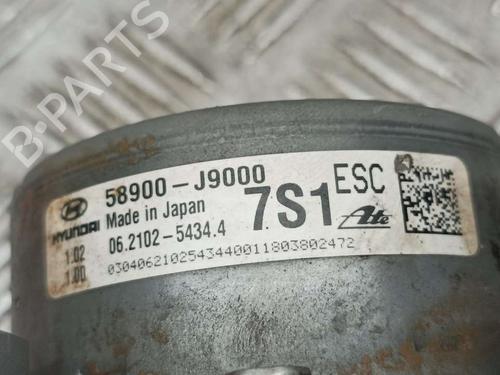 B-PARTS
58900-J9000
HYUNDAI
Made in Japan
7S1
ESC
Ate
1.02
06.2102-5434.4
1.00
0304062102543440011803802472